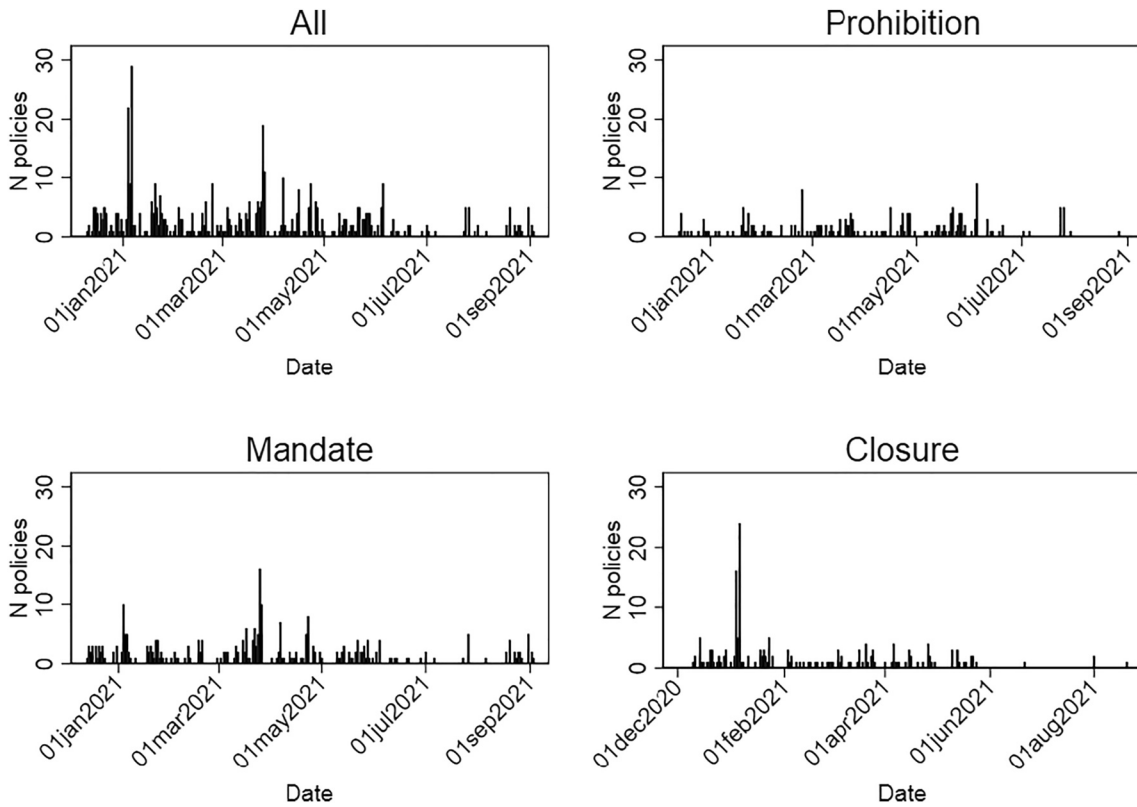 All
N policies
30
20
10
0
01jan2021
01mar2021
01may2021
01jul2021
01sep2021
Date
Prohibition
N policies
30
20
10
0
01jan2021
01mar2021
01may2021
01jul2021
01sep2021
Date
Mandate
N policies
30
20
10
0
01jan2021
01mar2021
01may2021
01jul2021
01sep2021
Date
Closure
N policies
30
20
10
0
01dec2020
01feb2021
01apr2021
01jun2021
01aug2021
Date